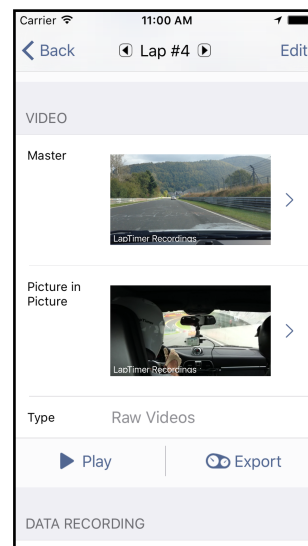 Carrier 11:00 AM
Back Lap #4 Edit
VIDEO
Master
LapTimer Recordings
Picture in
Picture
LapTimer Recordings
Type Raw Videos
Play Export
DATA RECORDING